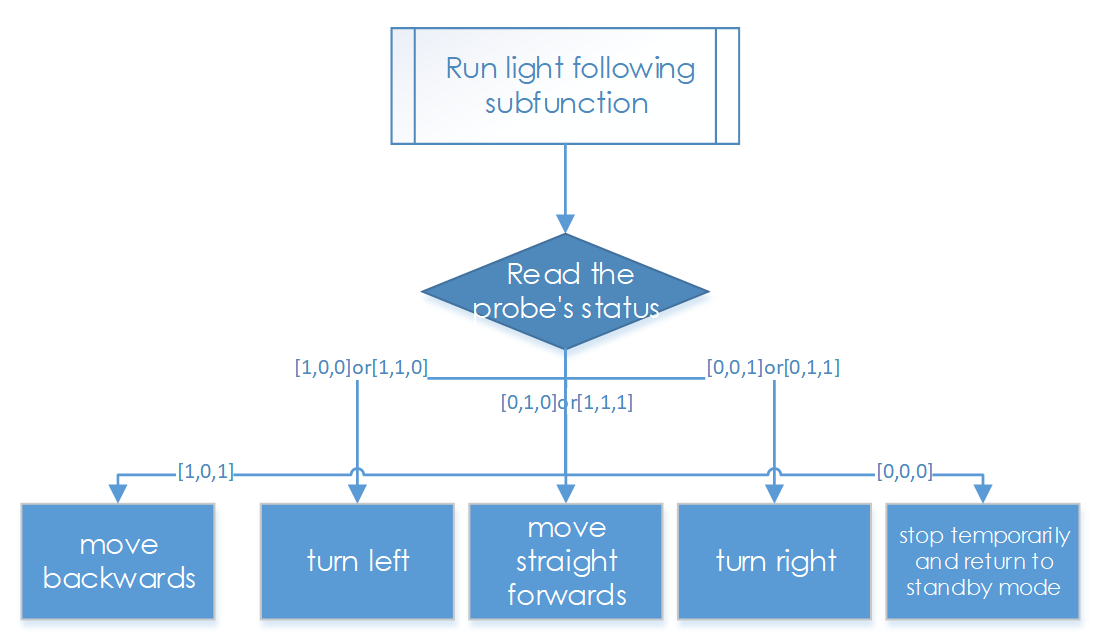 Run light following
subfunction
Read the
probe's status
[1,0,0]or[1,1,0]
[0,0,1]or[0,1,1]
[0,1,0]or[1,1,1]
[1,0,1]
[0,0,0]
move
backwards
turn left
move
straight
forwards
turn right
stop temporarily
and return to
standby mode